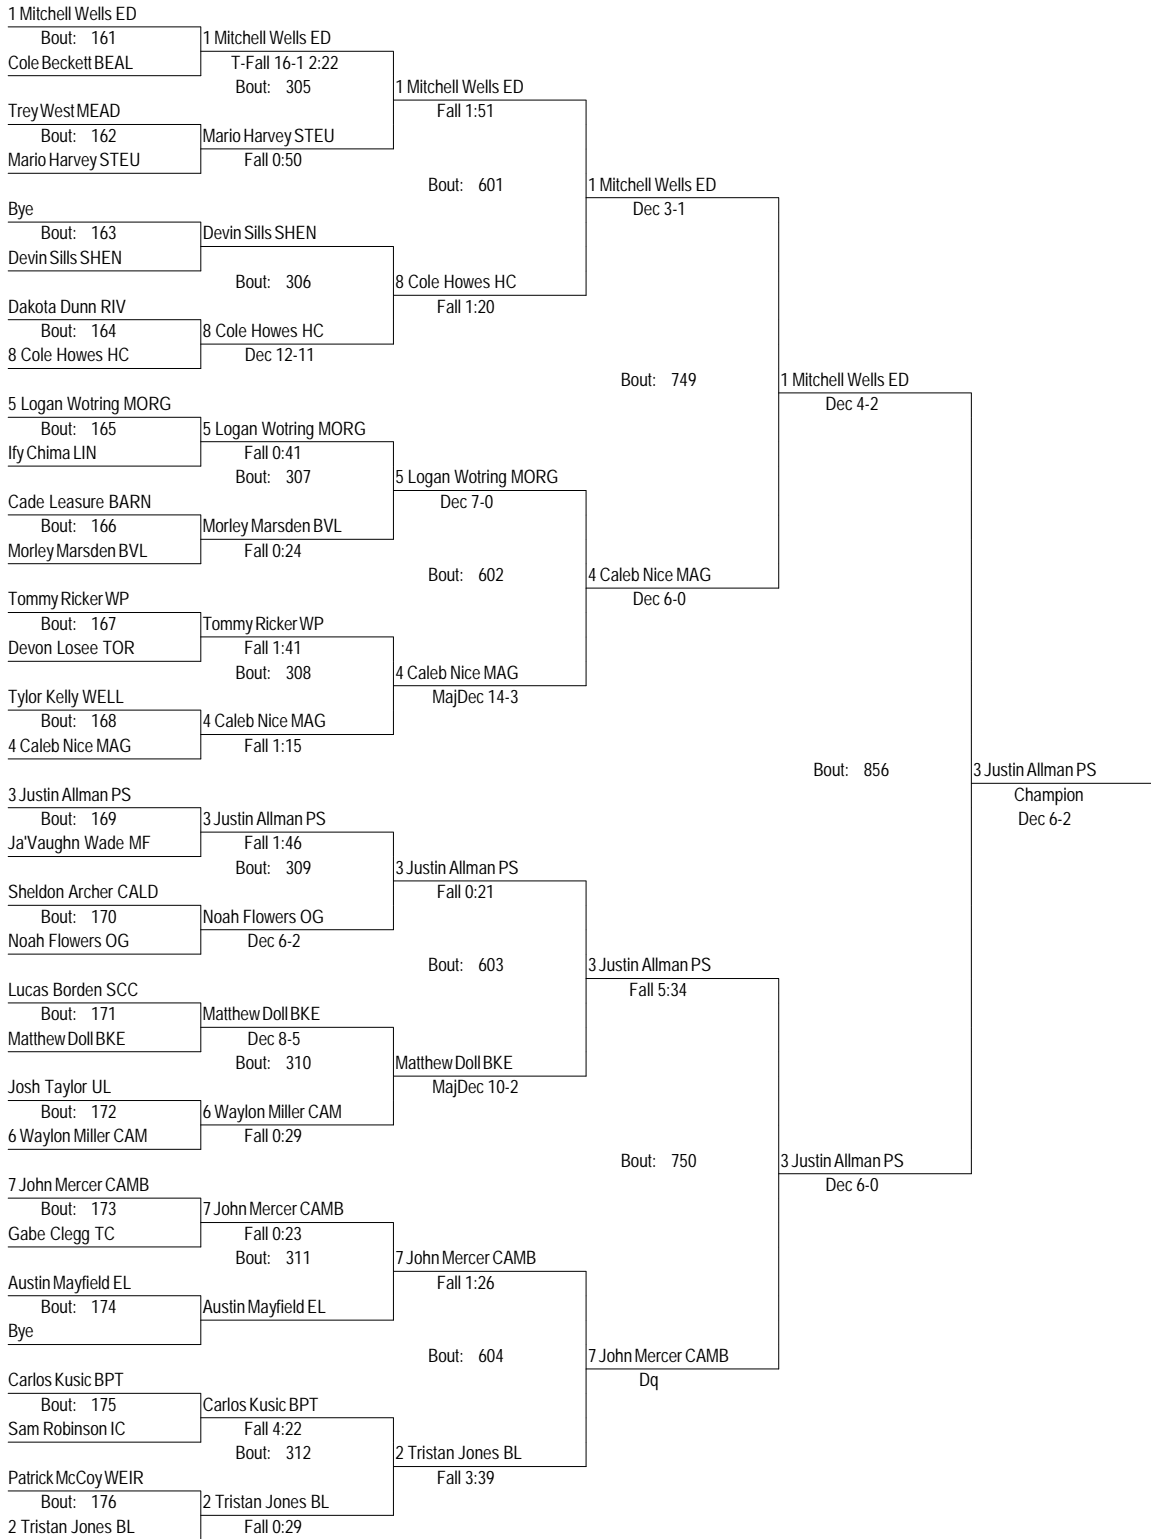 1 Mitchell Wells ED
Bout: 161
1 Mitchell Wells ED
Cole Beckett BEAL
T-Fall 16-1 2:22
Bout: 305
1 Mitchell Wells ED
Trey West MEAD
Fall 1:51
Bout: 162
Mario Harvey STEU
Mario Harvey STEU
Fall 0:50
Bout: 601
1 Mitchell Wells ED
Bye
Dec 3-1
Bout: 163
Devin Sills SHEN
Devin Sills SHEN
Bout: 306
8 Cole Howes HC
Dakota Dunn RIV
Fall 1:20
Bout: 164
8 Cole Howes HC
8 Cole Howes HC
Dec 12-11
Bout: 749
1 Mitchell Wells ED
5 Logan Wotring MORG
Dec 4-2
Bout: 165
5 Logan Wotring MORG
Ify Chima LIN
Fall 0:41
Bout: 307
5 Logan Wotring MORG
Cade Leasure BARN
Dec 7-0
Bout: 166
Morley Marsden BVL
Morley Marsden BVL
Fall 0:24
Bout: 602
4 Caleb Nice MAG
Tommy Ricker WP
Dec 6-0
Bout: 167
Tommy Ricker WP
Devon Losee TOR
Fall 1:41
Bout: 308
4 Caleb Nice MAG
Tylor Kelly WELL
MajDec 14-3
Bout: 168
4 Caleb Nice MAG
4 Caleb Nice MAG
Fall 1:15
Bout: 856
3 Justin Allman PS
3 Justin Allman PS
Champion
Bout: 169
3 Justin Allman PS
Dec 6-2
Ja'Vaughn Wade MF
Fall 1:46
Bout: 309
3 Justin Allman PS
Sheldon Archer CALD
Fall 0:21
Bout: 170
Noah Flowers OG
Noah Flowers OG
Dec 6-2
Bout: 603
3 Justin Allman PS
Lucas Borden SCC
Fall 5:34
Bout: 171
Matthew Doll BKE
Matthew Doll BKE
Dec 8-5
Bout: 310
Matthew Doll BKE
Josh Taylor UL
MajDec 10-2
Bout: 172
6 Waylon Miller CAM
6 Waylon Miller CAM
Fall 0:29
Bout: 750
3 Justin Allman PS
7 John Mercer CAMB
Dec 6-0
Bout: 173
7 John Mercer CAMB
Gabe Clegg TC
Fall 0:23
Bout: 311
7 John Mercer CAMB
Austin Mayfield EL
Fall 1:26
Bout: 174
Austin Mayfield EL
Bye
Bout: 604
7 John Mercer CAMB
Carlos Kusic BPT
Dq
Bout: 175
Carlos Kusic BPT
Sam Robinson IC
Fall 4:22
Bout: 312
2 Tristan Jones BL
Patrick McCoy WEIR
Fall 3:39
Bout: 176
2 Tristan Jones BL
2 Tristan Jones BL
Fall 0:29